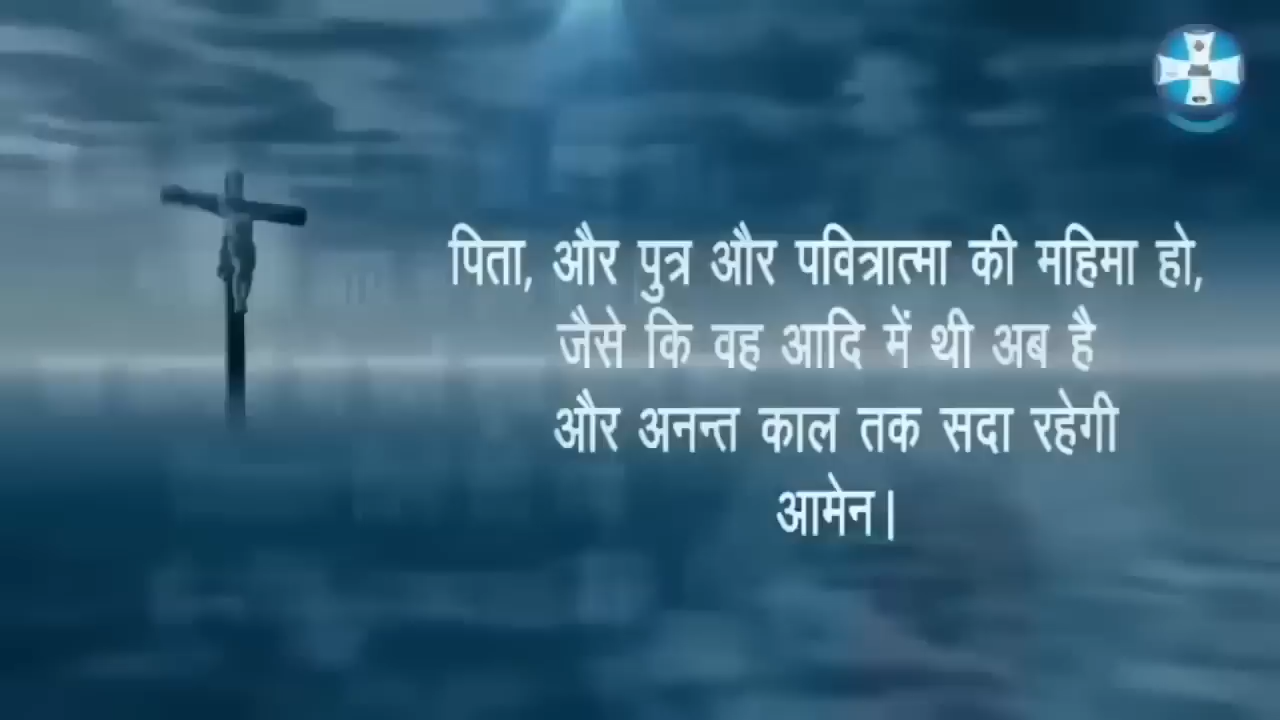 पिता, और पुत्र और पवित्रात्मा की महिमा हो,
जैसे कि वह आदि में थी अब है
और अनन्त काल तक सदा रहेगी
आमेन।